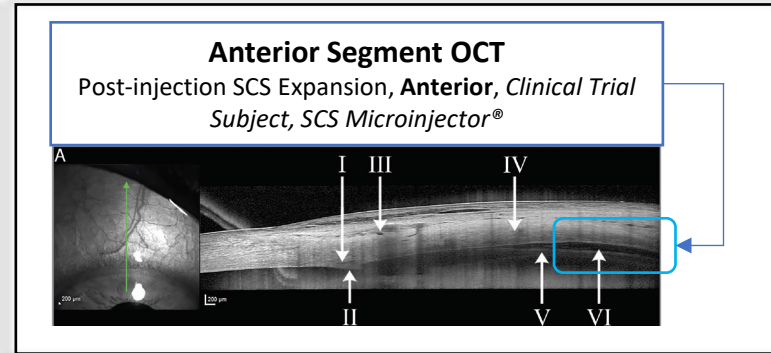 Anterior Segment OCT
Post-injection SCS Expansion, Anterior, Clinical Trial
Subject, SCS Microinjector®
A
I III IV
II V VI
200 µm
200 µm